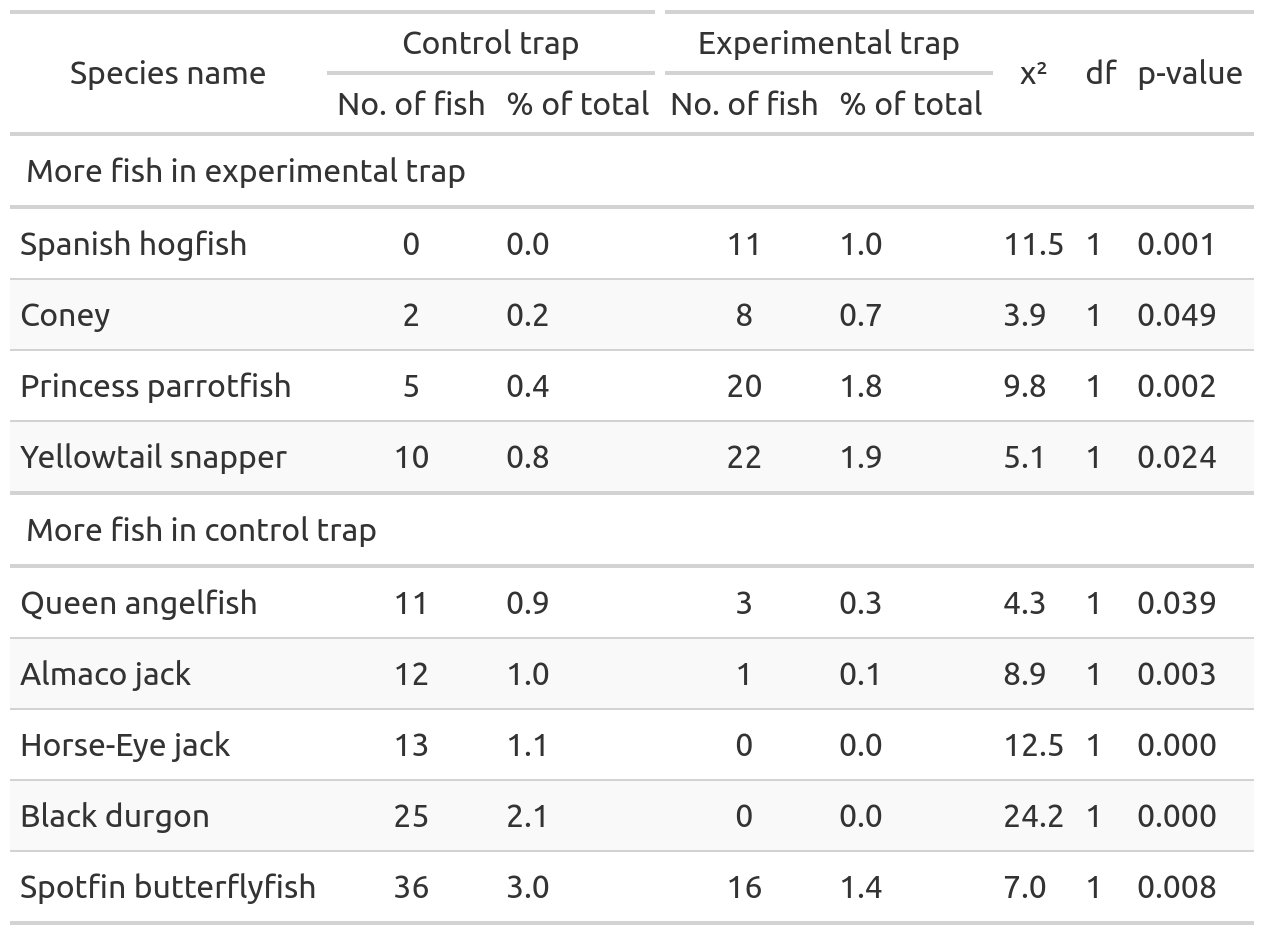 Species name Control trap Experimental trap x² df p-value
No. of fish % of total No. of fish % of total
More fish in experimental trap
Spanish hogfish 0 0.0 11 1.0 11.5 1 0.001
Coney 2 0.2 8 0.7 3.9 1 0.049
Princess parrotfish 5 0.4 20 1.8 9.8 1 0.002
Yellowtail snapper 10 0.8 22 1.9 5.1 1 0.024
More fish in control trap
Queen angelfish 11 0.9 3 0.3 4.3 1 0.039
Almaco jack 12 1.0 1 0.1 8.9 1 0.003
Horse-Eye jack 13 1.1 0 0.0 12.5 1 0.000
Black durgon 25 2.1 0 0.0 24.2 1 0.000
Spotfin butterflyfish 36 3.0 16 1.4 7.0 1 0.008